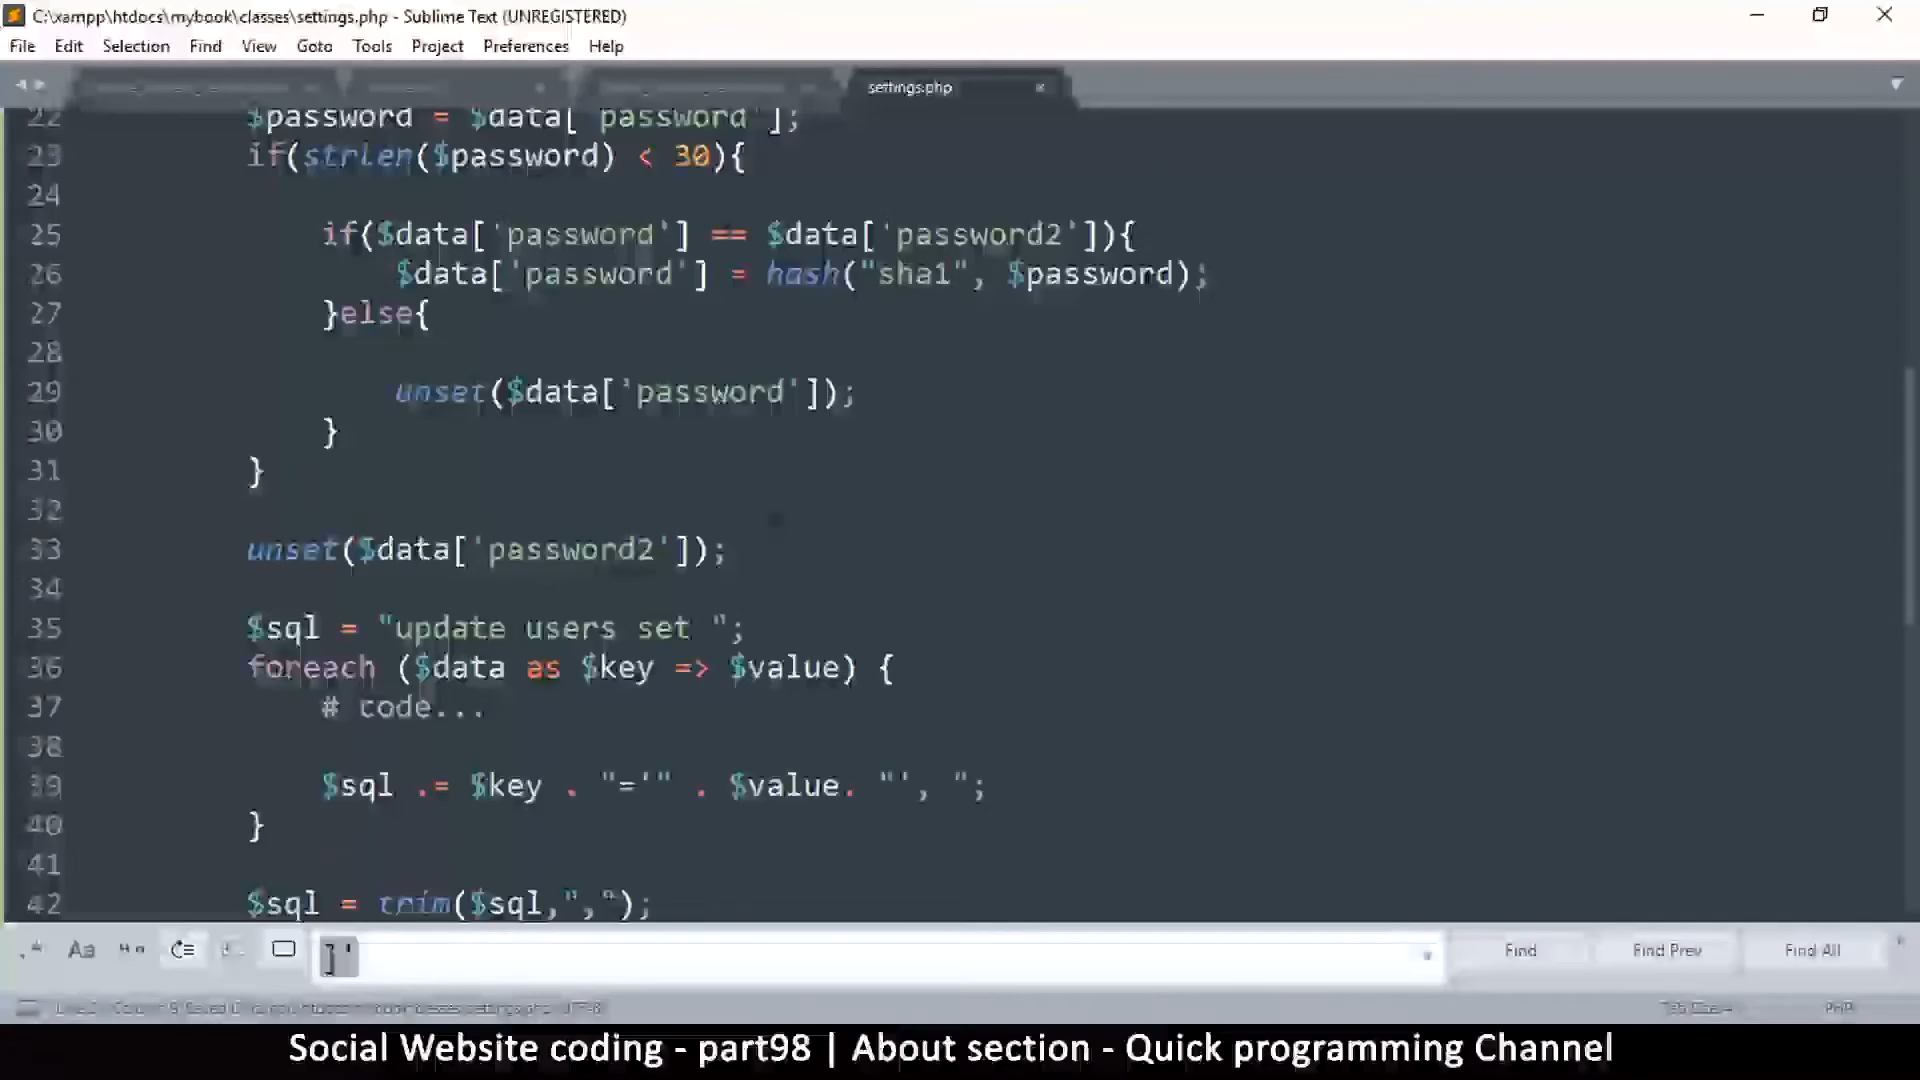 C:\xampp\htdocs\mybook\classes\settings.php - Sublime Text (UNREGISTERED)
File Edit Selection Find View Goto Tools Project Preferences Help
settings.php
22 $password = $data['password'];
23 if(strlen($password) < 30){
24
25 if($data['password'] == $data['password2']){
26 $data['password'] = hash("sha1", $password);
27 }else{
28
29 unset($data['password']);
30 }
31 }
32
33 unset($data['password2']);
34
35 $sql = "update users set ";
36 foreach ($data as $key => $value) {
37 # code...
38
39 $sql .= $key . "='" . $value. "', ";
40 }
41
42 $sql = trim($sql,",");
.* Aa
]'
Find Find Prev Find All
PHP
Social Website coding - part98 | About section - Quick programming Channel